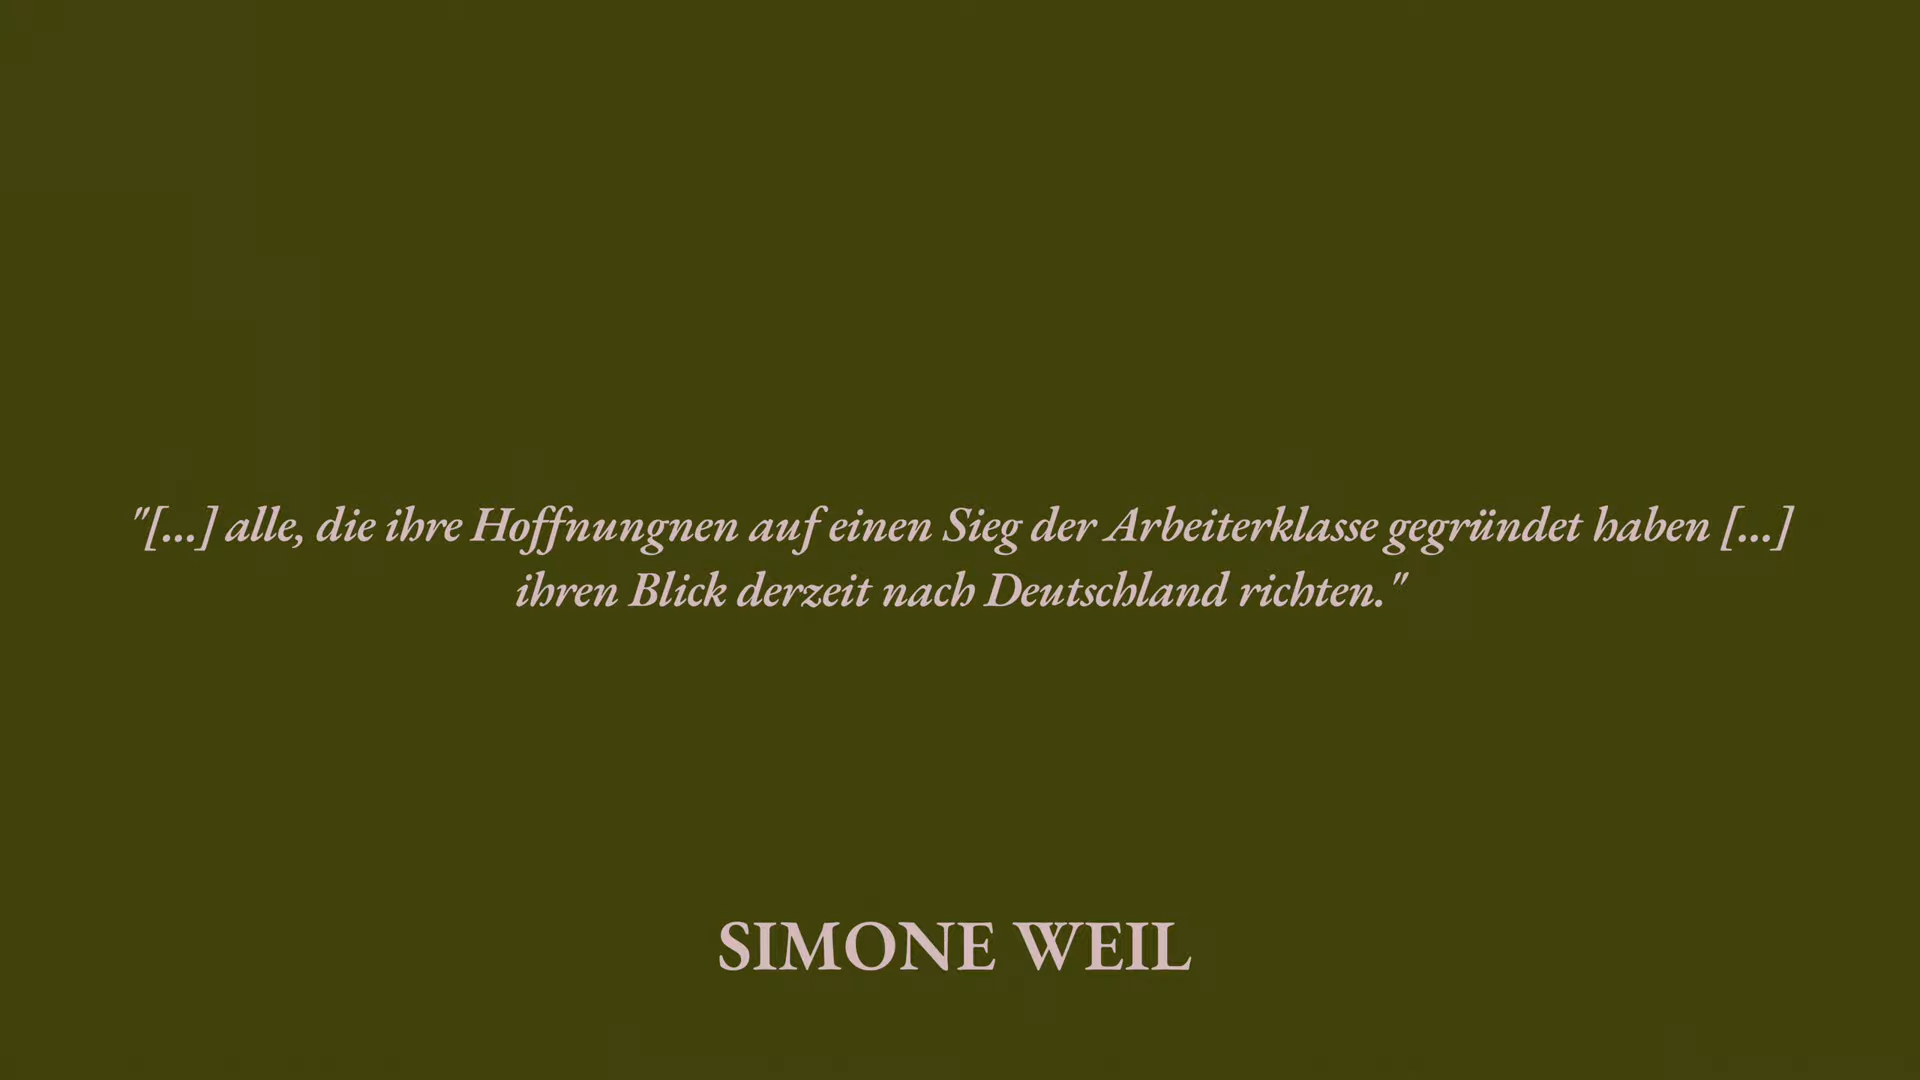 "[...] alle, die ihre Hoffnungnen auf einen Sieg der Arbeiterklasse gegründet haben [...]
ihren Blick derzeit nach Deutschland richten."
SIMONE WEIL